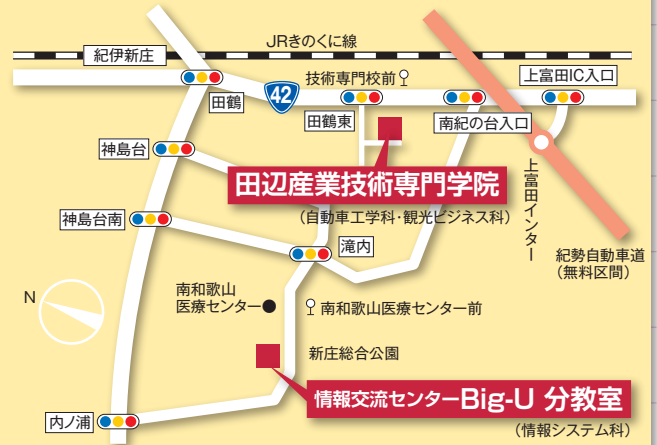 JRきのくに線
紀伊新庄
技術専門校前
上富田IC入口
田鶴
42
田鶴東
南紀の台入口
神島台
田辺産業技術専門学院
(自動車工学科・観光ビジネス科)
上富田インター
神島台南
滝内
紀勢自動車道
(無料区間)
N
南和歌山
医療センター
南和歌山医療センター前
新庄総合公園
情報交流センターBig-U 分教室
(情報システム科)
内ノ浦